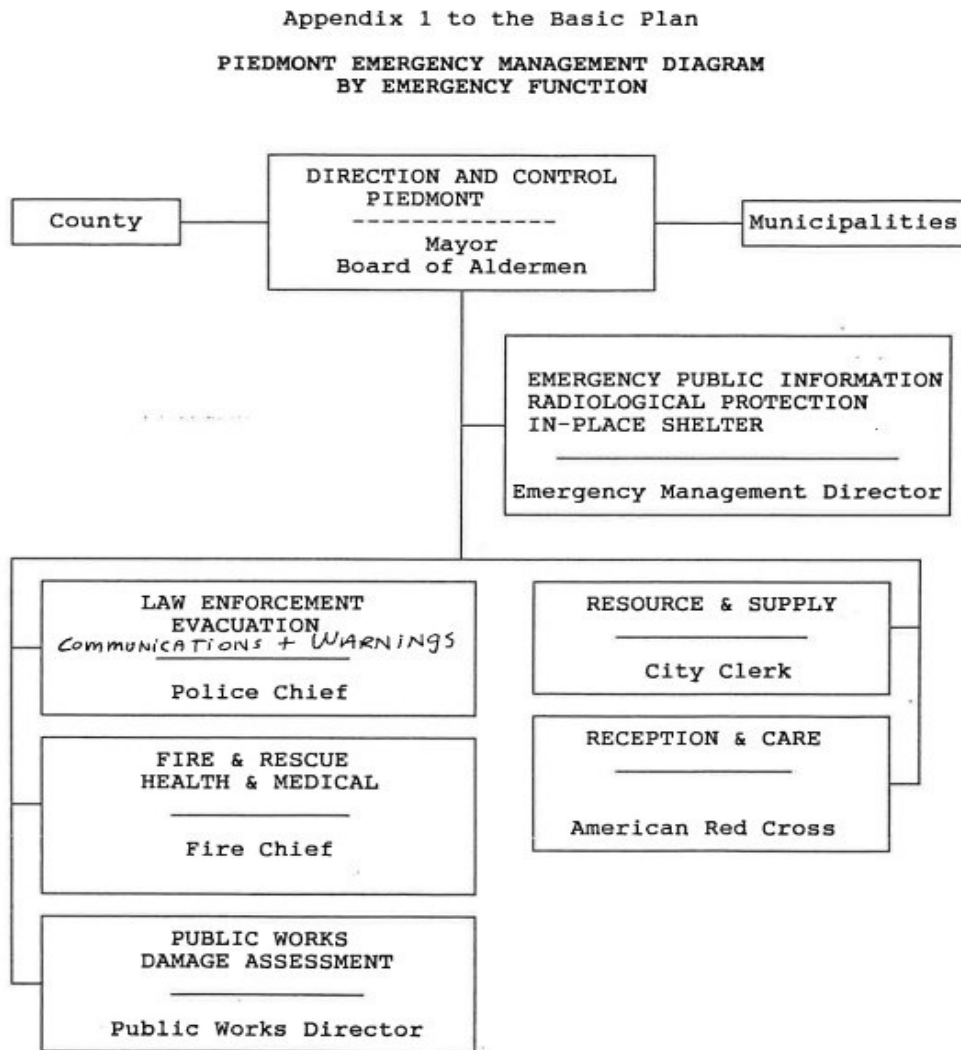 Appendix 1 to the Basic Plan
PIEDMONT EMERGENCY MANAGEMENT DIAGRAM
BY EMERGENCY FUNCTION
DIRECTION AND CONTROL
PIEDMONT
County
Municipalities
Mayor
Board of Aldermen
EMERGENCY PUBLIC INFORMATION
RADIOLOGICAL PROTECTION
IN-PLACE SHELTER
Emergency Management Director
LAW ENFORCEMENT
EVACUATION
Communications + WARNINGS
Police Chief
RESOURCE & SUPPLY
City Clerk
FIRE & RESCUE
HEALTH & MEDICAL
Fire Chief
RECEPTION & CARE
American Red Cross
PUBLIC WORKS
DAMAGE ASSESSMENT
Public Works Director